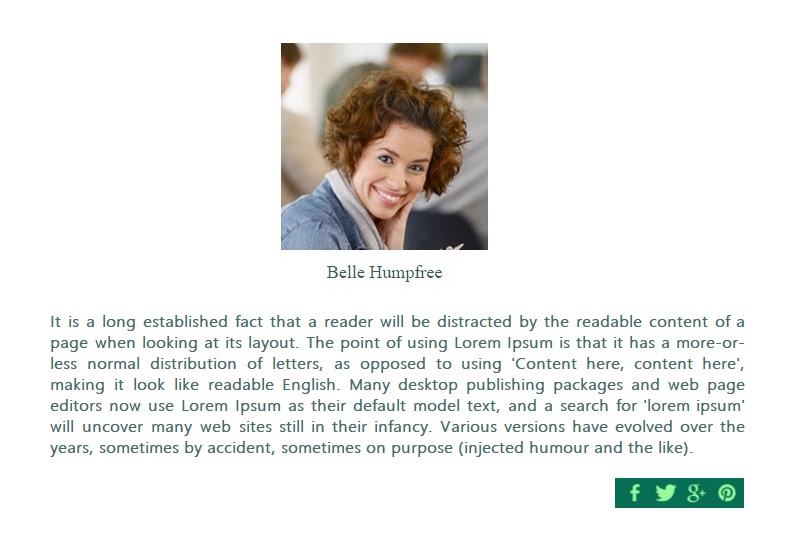 Belle Humpfree
It is a long established fact that a reader will be distracted by the readable content of a
page when looking at its layout. The point of using Lorem Ipsum is that it has a more-or-
less normal distribution of letters, as opposed to using 'Content here, content here',
making it look like readable English. Many desktop publishing packages and web page
editors now use Lorem Ipsum as their default model text, and a search for 'lorem ipsum'
will uncover many web sites still in their infancy. Various versions have evolved over the
years, sometimes by accident, sometimes on purpose (injected humour and the like).